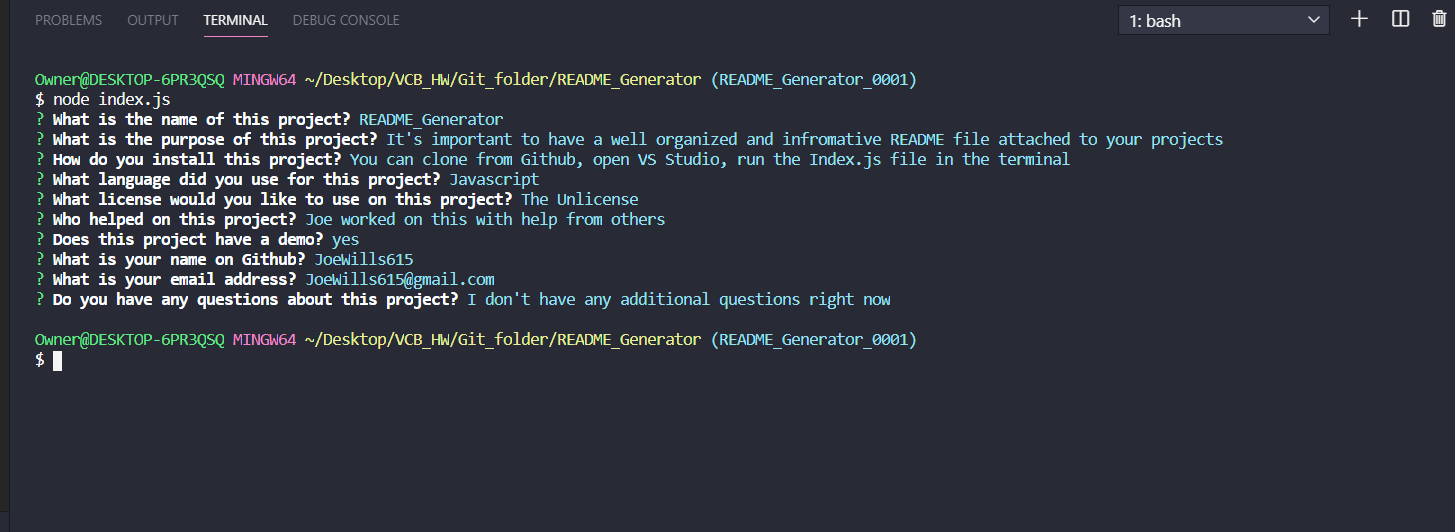 PROBLEMS OUTPUT TERMINAL DEBUG CONSOLE 1: bash
Owner@DESKTOP-6PR3QSQ MINGW64 ~/Desktop/VCB_HW/Git_folder/README_Generator (README_Generator_0001)
$ node index.js
? What is the name of this project? README_Generator
? What is the purpose of this project? It's important to have a well organized and infromative README file attached to your projects
? How do you install this project? You can clone from Github, open VS Studio, run the Index.js file in the terminal
? What language did you use for this project? Javascript
? What license would you like to use on this project? The Unlicense
? Who helped on this project? Joe worked on this with help from others
? Does this project have a demo? yes
? What is your name on Github? JoeWills615
? What is your email address? JoeWills615@gmail.com
? Do you have any questions about this project? I don't have any additional questions right now
Owner@DESKTOP-6PR3QSQ MINGW64 ~/Desktop/VCB_HW/Git_folder/README_Generator (README_Generator_0001)
$